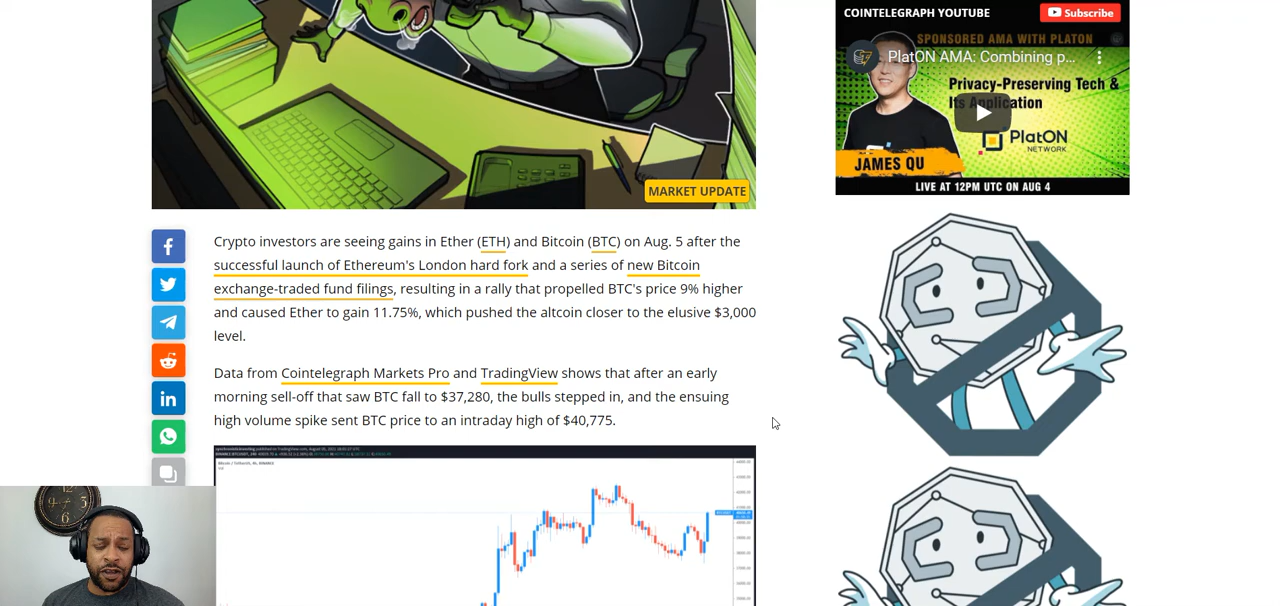 COINTELEGRAPH YOUTUBE
Subscribe
SPONSORED AMA WITH PLATON
PlatON AMA: Combining p...
Privacy-Preserving Tech &
Its Application
PlatON
NETWORK
JAMES QU
LIVE AT 12PM UTC ON AUG 4
MARKET UPDATE
Crypto investors are seeing gains in Ether (ETH) and Bitcoin (BTC) on Aug. 5 after the
successful launch of Ethereum's London hard fork and a series of new Bitcoin
exchange-traded fund filings, resulting in a rally that propelled BTC's price 9% higher
and caused Ether to gain 11.75%, which pushed the altcoin closer to the elusive $3,000
level.
Data from Cointelegraph Markets Pro and TradingView shows that after an early
morning sell-off that saw BTC fall to $37,280, the bulls stepped in, and the ensuing
high volume spike sent BTC price to an intraday high of $40,775.